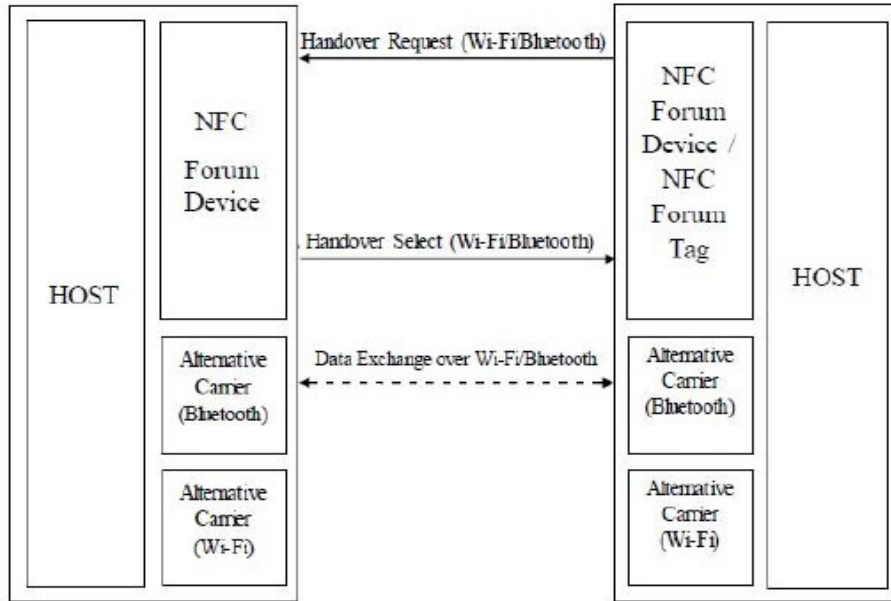 HOST
NFC
Forum
Device
Alternative
Carrier
(Bluetooth)
Alternative
Carrier
(Wi-Fi)
Handover Request (Wi-Fi/Bluetooth)
Handover Select (Wi-Fi/Bluetooth)
Data Exchange over Wi-Fi/Bluetooth
NFC
Forum
Device /
NFC
Forum
Tag
Alternative
Carrier
(Bluetooth)
Alternative
Carrier
(Wi-Fi)
HOST